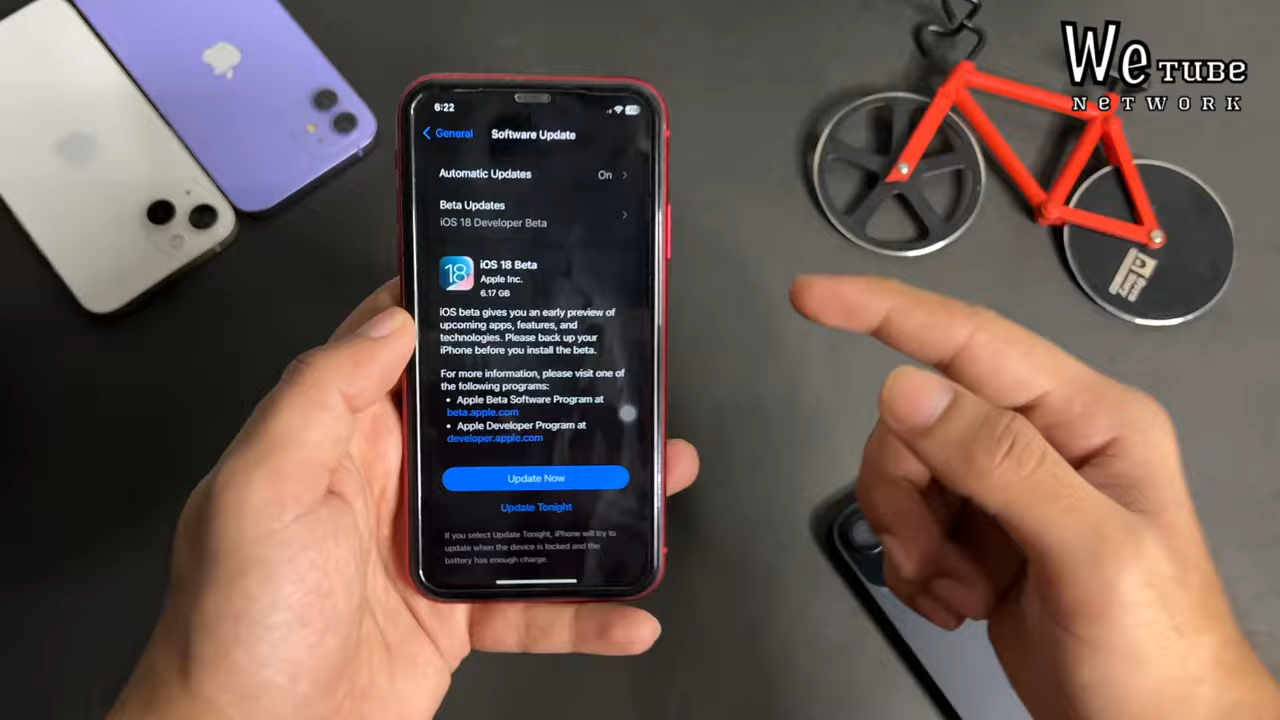 We TUBE
NETWORK
6:22
General
Software Update
Automatic Updates
On
Beta Updates
iOS 18 Developer Beta
18
iOS 18 Beta
Apple Inc.
6.17 GB
iOS beta gives you an early preview of
upcoming apps, features, and
technologies. Please back up your
iPhone before you install the beta.
For more information, please visit one of
the following programs:
• Apple Beta Software Program at
beta.apple.com
• Apple Developer Program at
developer.apple.com
Update Now
Update Tonight
If you select Update Tonight, iPhone will try to
update when the device is locked and the
battery has enough charge.